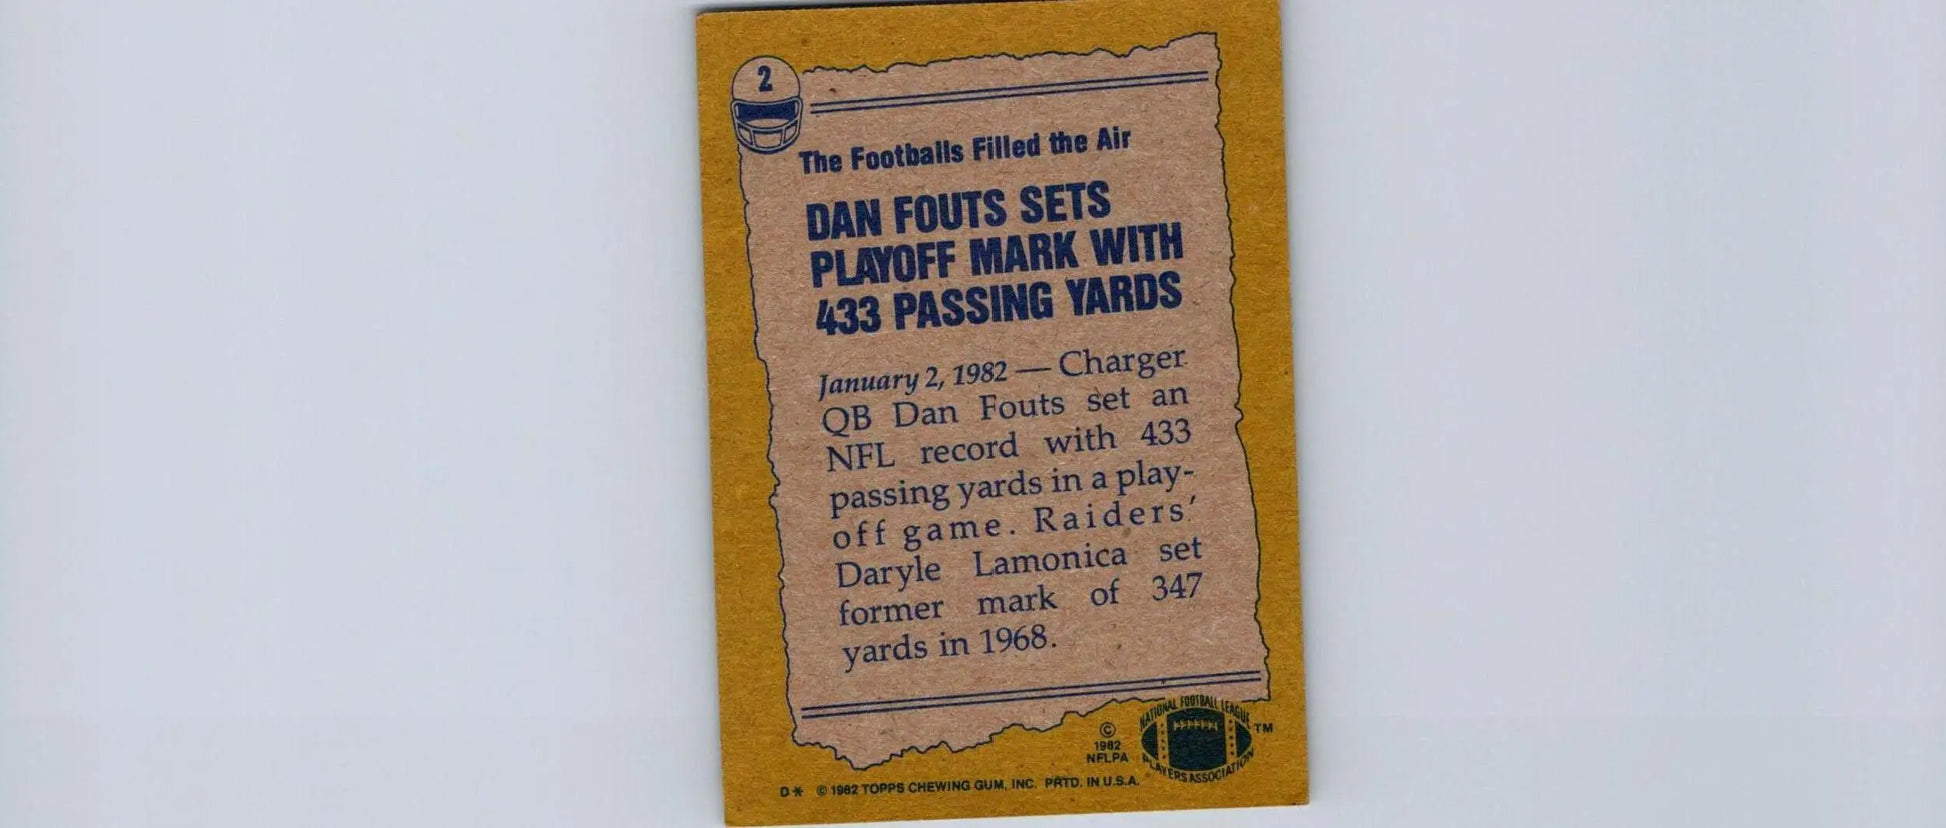 2
The Footballs Filled the Air
DAN FOUTS SETS
PLAYOFF MARK WITH
433 PASSING YARDS
January 2, 1982 — Charger
QB Dan Fouts set an
NFL record with 433
passing yards in a play-
off game. Raiders'
Daryle Lamonica set
former mark of 347
yards in 1968.
NATIONAL FOOTBALL LEAGUE
PLAYERS ASSOCIATION
TM
©
1982
NFLPA
D* © 1982 TOPPS CHEWING GUM, INC. PRTD. IN U.S.A.